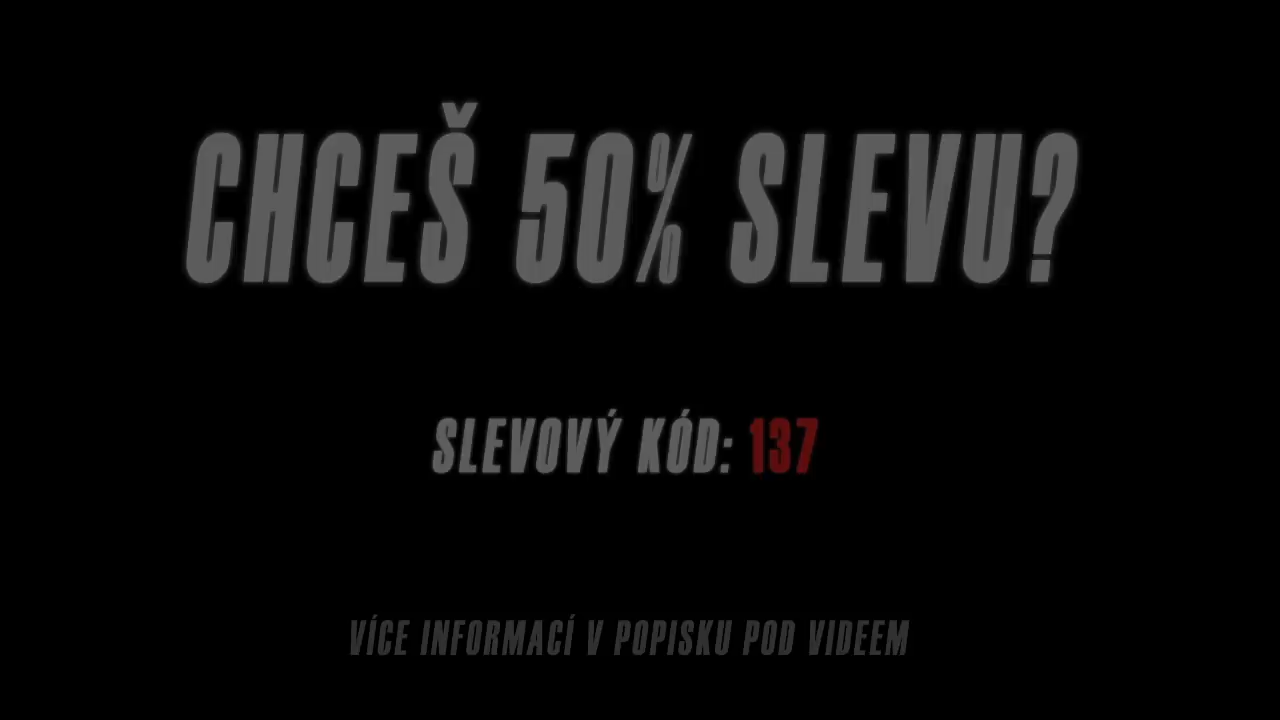 CHCEŠ 50% SLEVU?
SLEVOVÝ KÓD: 137
VÍCE INFORMACÍ V POPISKU POD VIDEEM